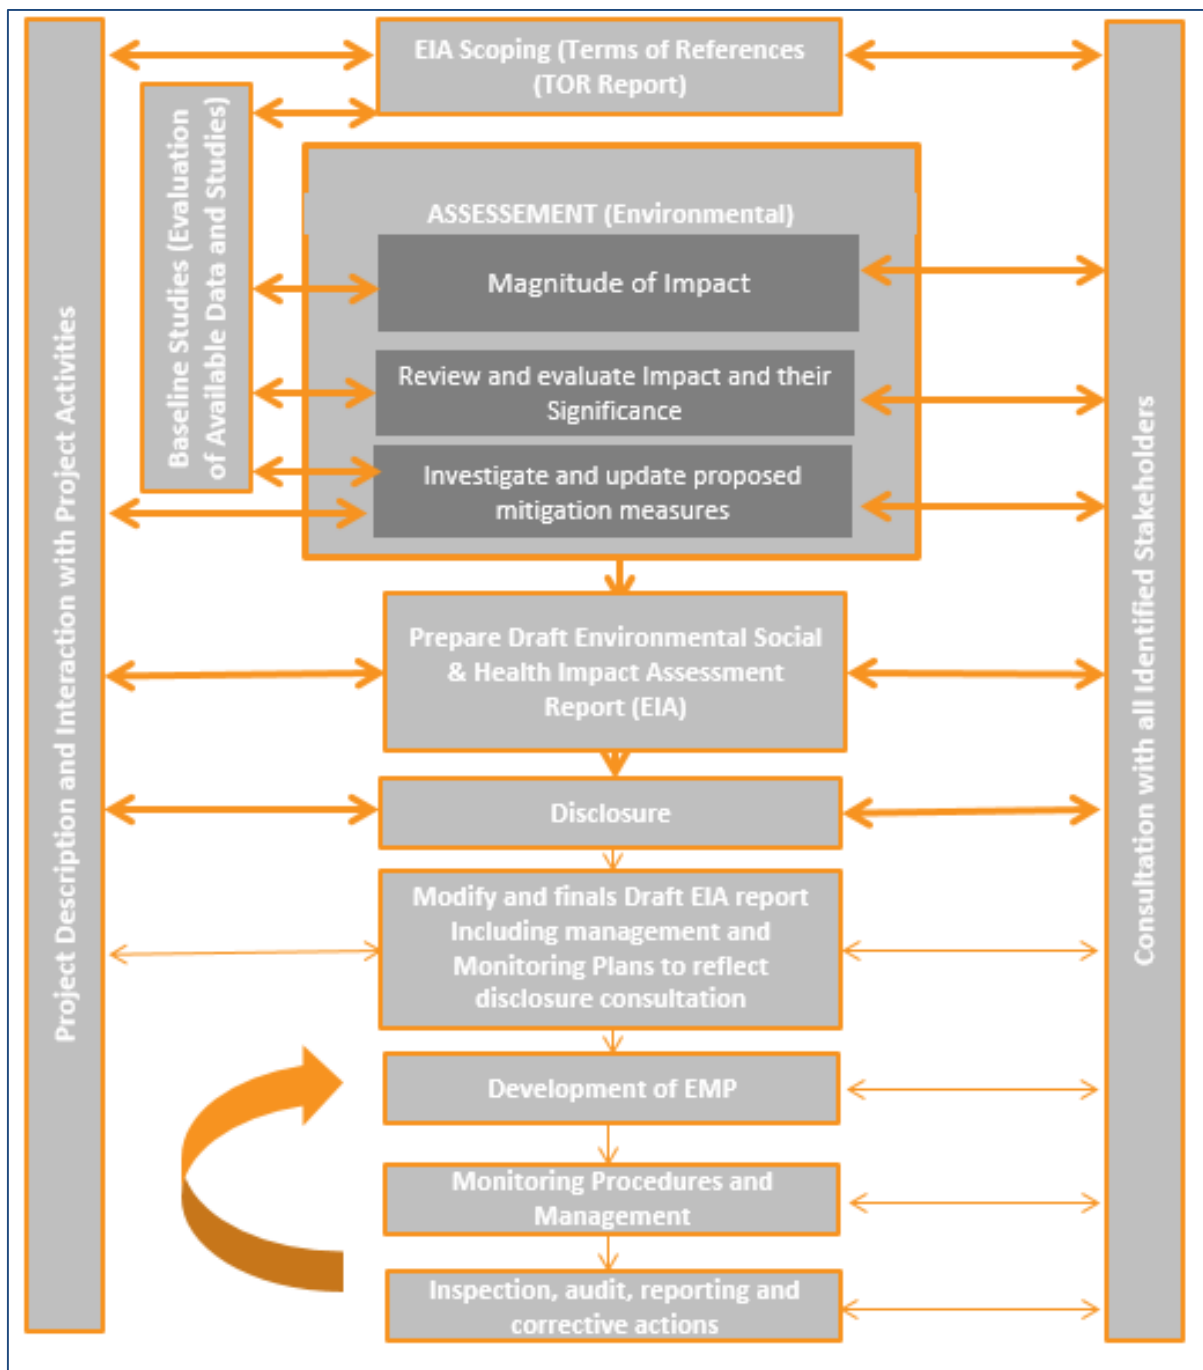 Project Description and Interaction with Project Activities
Baseline Studies (Evaluation
of Available Data and Studies)
EIA Scoping (Terms of References
(TOR Report)
ASSESSEMENT (Environmental)
Magnitude of Impact
Review and evaluate Impact and their
Significance
Investigate and update proposed
mitigation measures
Prepare Draft Environmental Social
& Health Impact Assessment
Report (EIA)
Disclosure
Modify and finals Draft EIA report
Including management and
Monitoring Plans to reflect
disclosure consultation
Development of EMP
Monitoring Procedures and
Management
Inspection, audit, reporting and
corrective actions
Consultation with all Identified Stakeholders